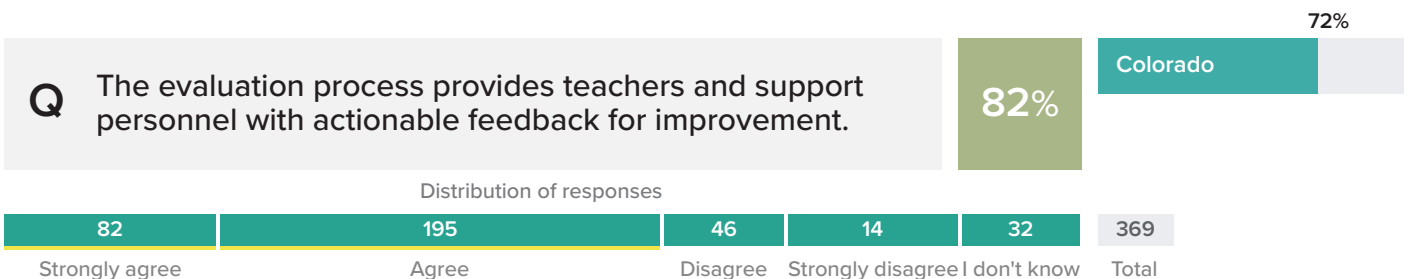 72%
Q The evaluation process provides teachers and support
personnel with actionable feedback for improvement.
82%
Colorado
Distribution of responses
82 195 46 14 32 369
Strongly agree Agree Disagree Strongly disagree I don't know Total